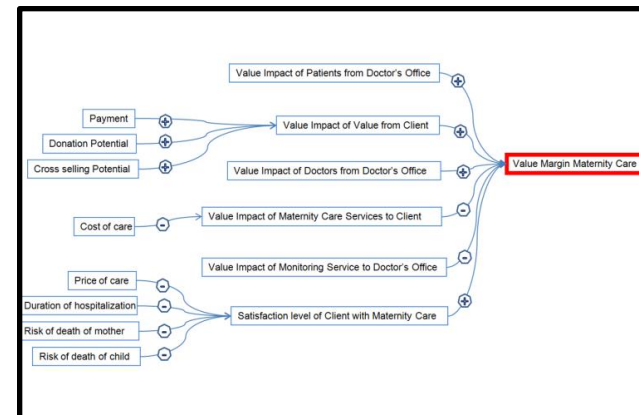 Value Impact of Patients from Doctor's Office
Payment
Value Impact of Value from Client
Donation Potential
Value Margin Maternity Care
Cross selling Potential
Value Impact of Doctors from Doctor's Office
Value Impact of Maternity Care Services to Client
Cost of care
Value Impact of Monitoring Service to Doctor's Office
Price of care
Duration of hospitalization
Satisfaction level of Client with Maternity Care
Risk of death of mother
Risk of death of child